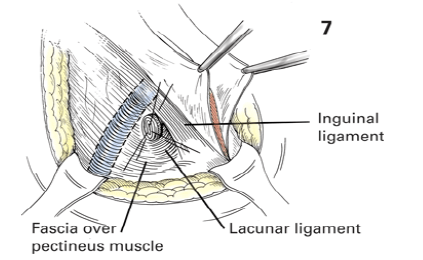 7
Inguinal
ligament
Fascia over
pectineus muscle
Lacunar ligament